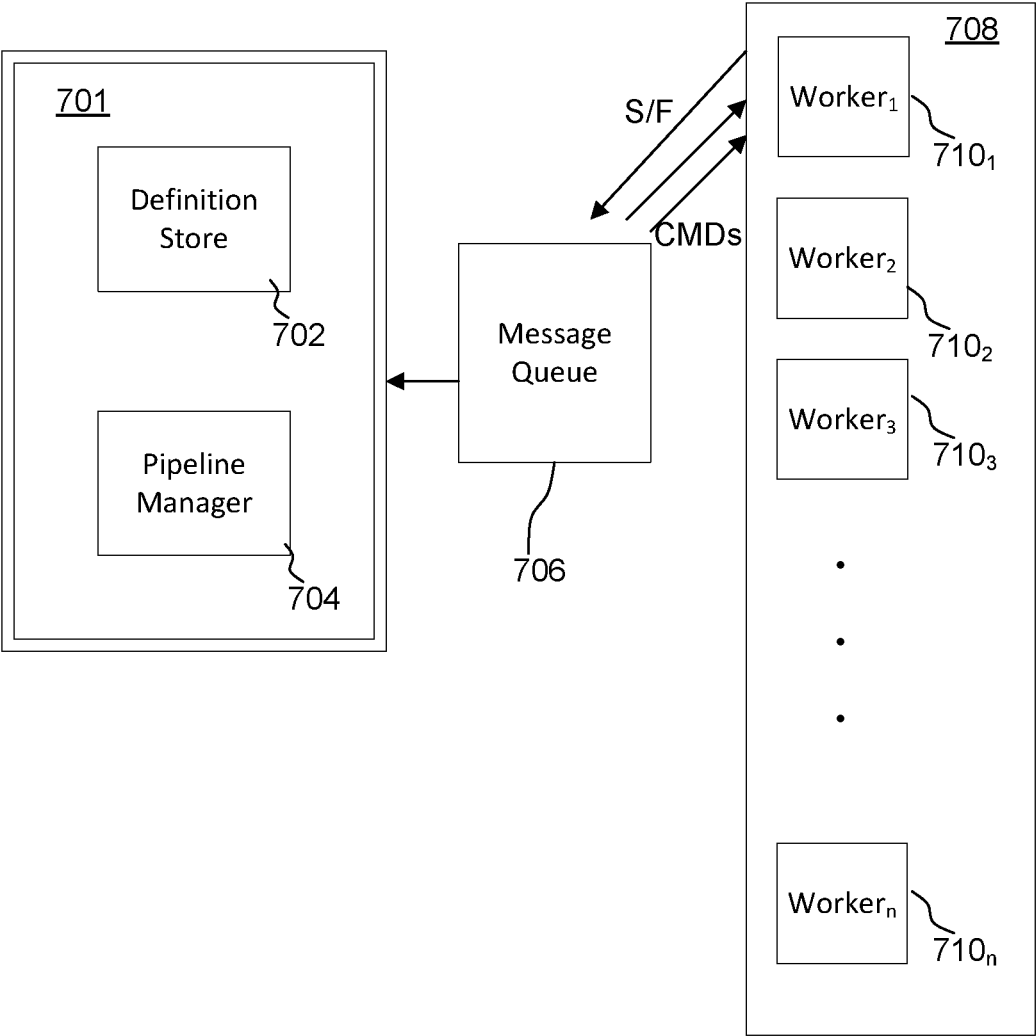 701
Definition
Store
702
Pipeline
Manager
704
S/F
CMDs
Message
Queue
706
708
Worker₁
710₁
Worker₂
710₂
Worker₃
710₃
Workerₙ
710ₙ